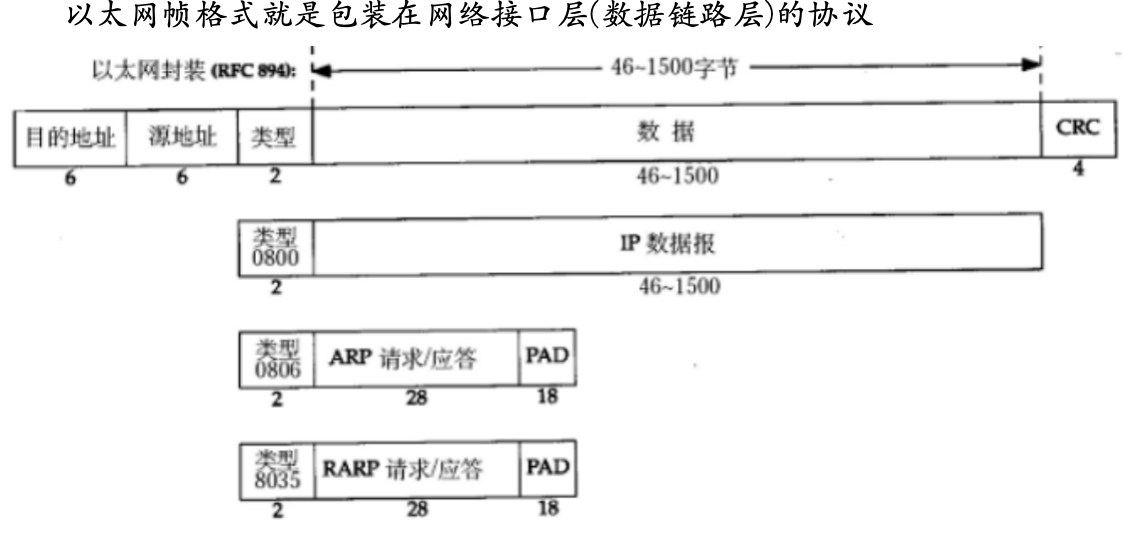 以太网帧格式就是包装在网络接口层(数据链路层)的协议
以太网封装(RFC 894): 46~1500字节
目的地址 源地址 类型 数据 CRC
6 6 2 46~1500 4
类型
0800 IP 数据报
2 46~1500
类型
0806 ARP 请求/应答 PAD
2 28 18
类型
8035 RARP 请求/应答 PAD
2 28 18